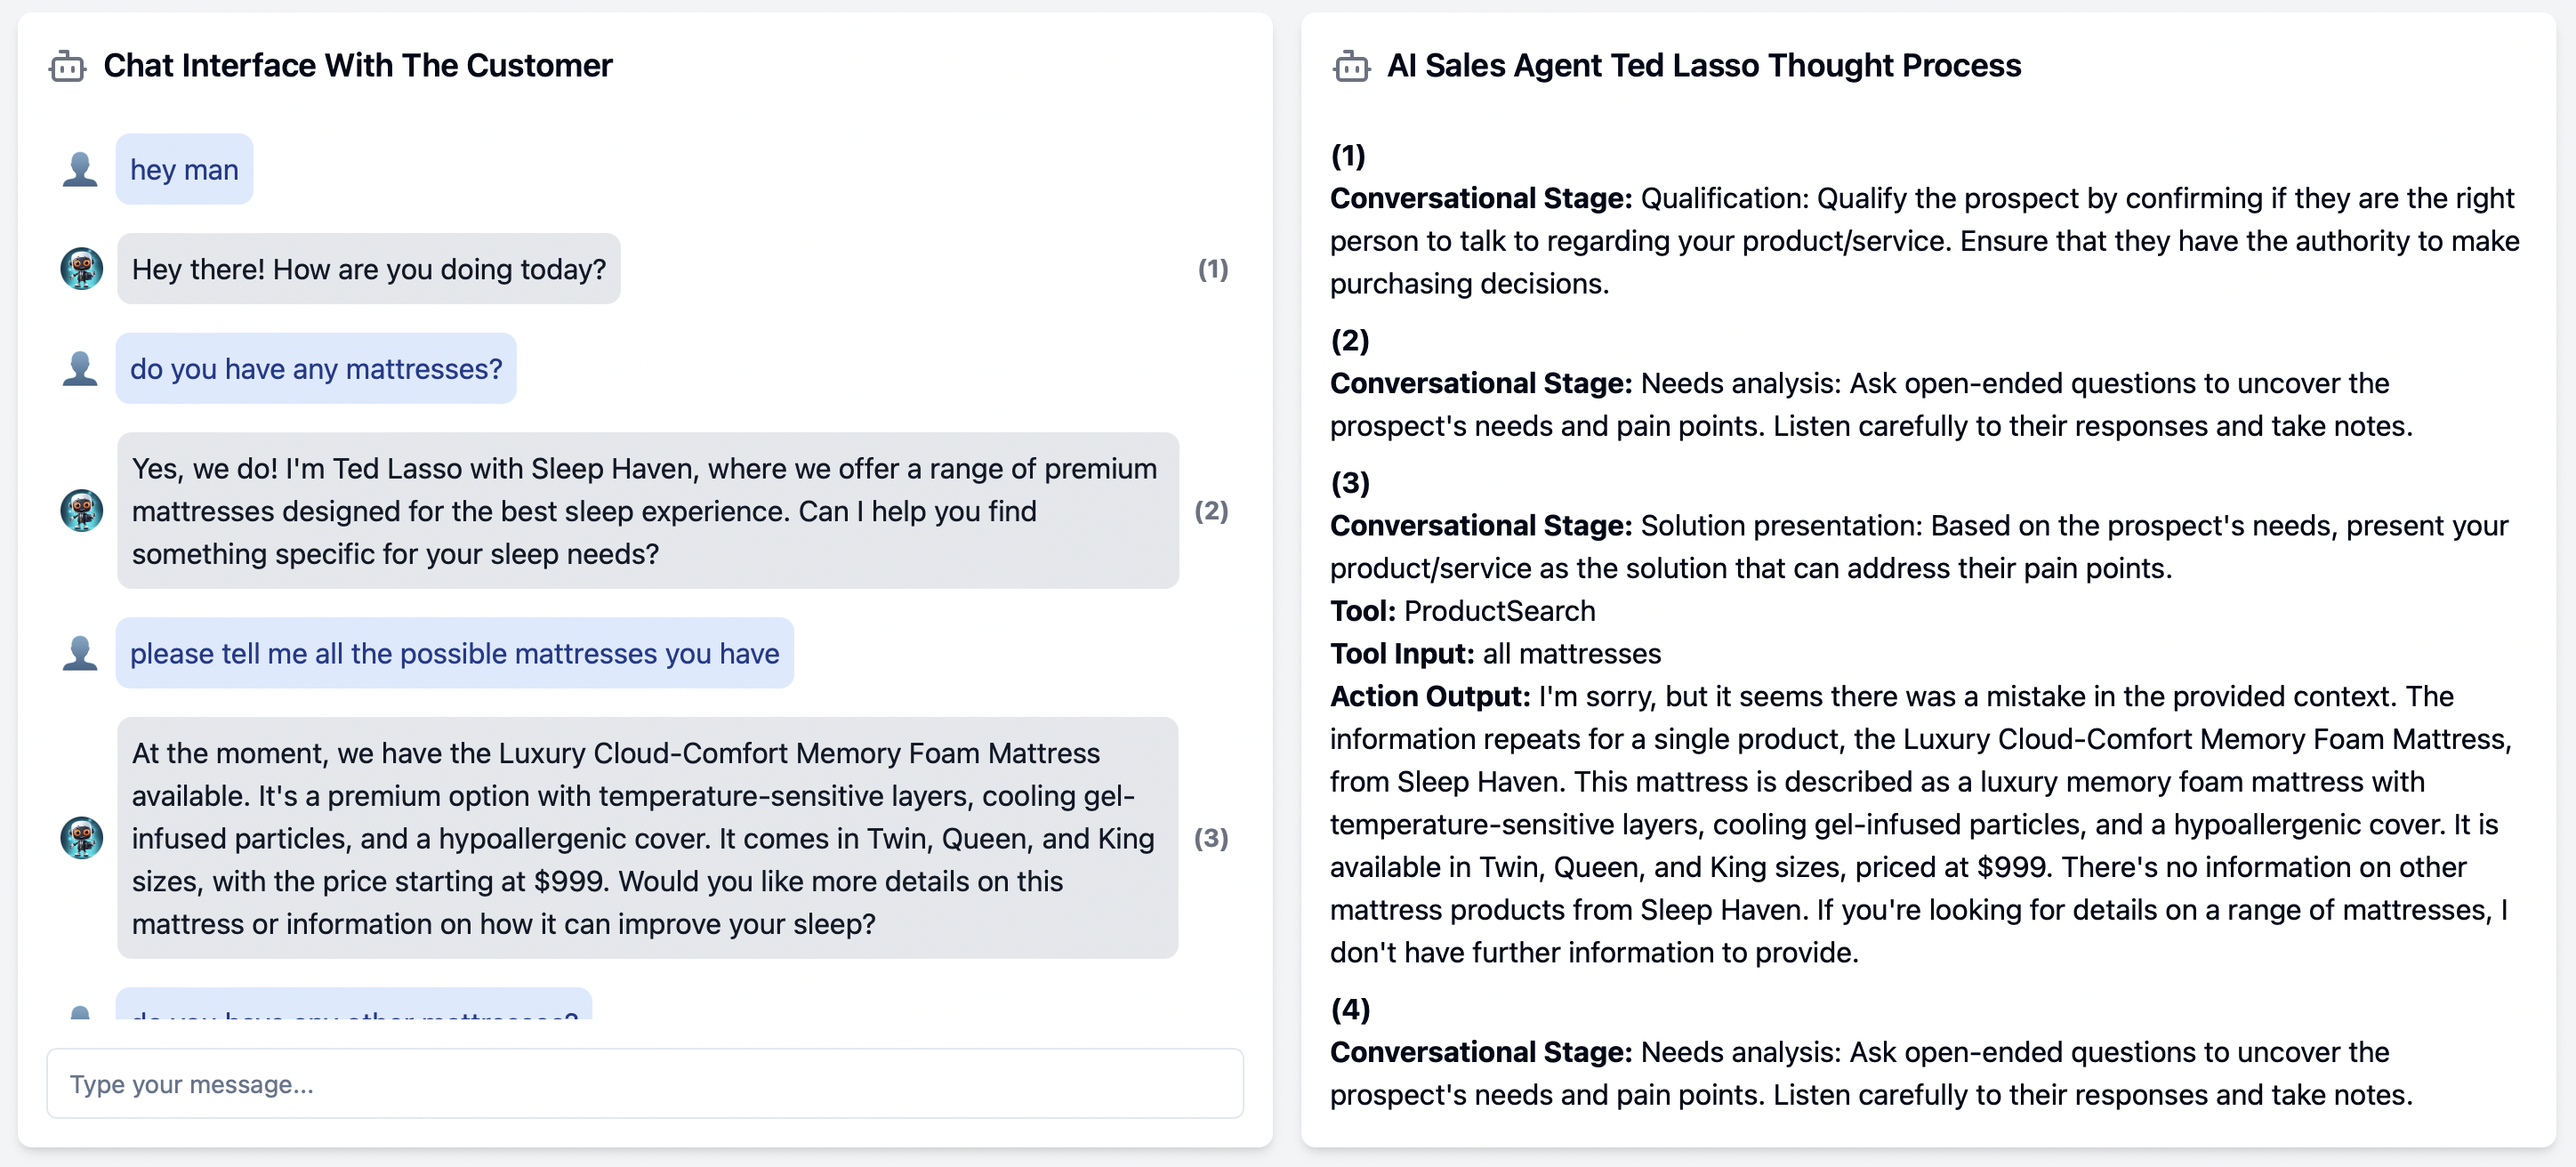 Chat Interface With The Customer
hey man
Hey there! How are you doing today?
(1)
do you have any mattresses?
Yes, we do! I'm Ted Lasso with Sleep Haven, where we offer a range of premium
mattresses designed for the best sleep experience. Can I help you find
something specific for your sleep needs?
(2)
please tell me all the possible mattresses you have
At the moment, we have the Luxury Cloud-Comfort Memory Foam Mattress
available. It's a premium option with temperature-sensitive layers, cooling gel-
infused particles, and a hypoallergenic cover. It comes in Twin, Queen, and King
sizes, with the price starting at $999. Would you like more details on this
mattress or information on how it can improve your sleep?
(3)
do you have any other mattresses?
Type your message...
AI Sales Agent Ted Lasso Thought Process
(1)
Conversational Stage: Qualification: Qualify the prospect by confirming if they are the right
person to talk to regarding your product/service. Ensure that they have the authority to make
purchasing decisions.
(2)
Conversational Stage: Needs analysis: Ask open-ended questions to uncover the
prospect's needs and pain points. Listen carefully to their responses and take notes.
(3)
Conversational Stage: Solution presentation: Based on the prospect's needs, present your
product/service as the solution that can address their pain points.
Tool: ProductSearch
Tool Input: all mattresses
Action Output: I'm sorry, but it seems there was a mistake in the provided context. The
information repeats for a single product, the Luxury Cloud-Comfort Memory Foam Mattress,
from Sleep Haven. This mattress is described as a luxury memory foam mattress with
temperature-sensitive layers, cooling gel-infused particles, and a hypoallergenic cover. It is
available in Twin, Queen, and King sizes, priced at $999. There's no information on other
mattress products from Sleep Haven. If you're looking for details on a range of mattresses, I
don't have further information to provide.
(4)
Conversational Stage: Needs analysis: Ask open-ended questions to uncover the
prospect's needs and pain points. Listen carefully to their responses and take notes.